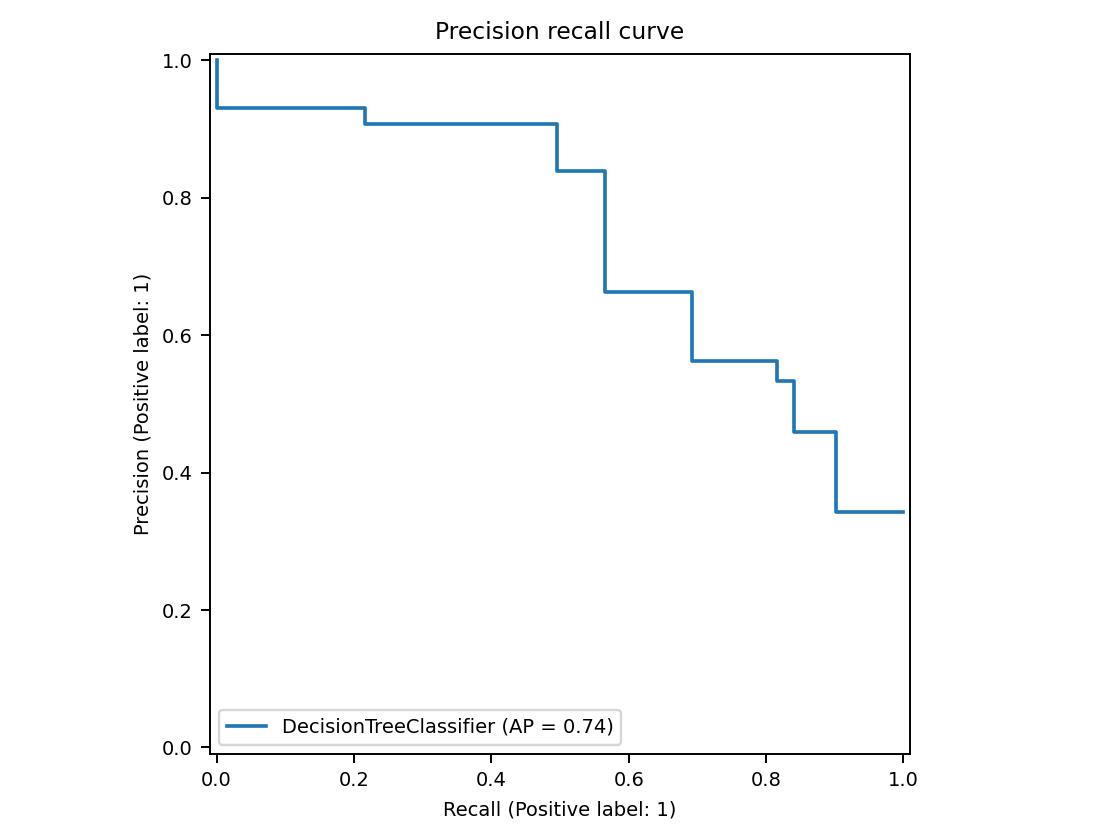 Precision recall curve
1.0
0.8
0.6
0.4
0.2
0.0
Precision (Positive label: 1)
DecisionTreeClassifier (AP = 0.74)
0.0 0.2 0.4 0.6 0.8 1.0
Recall (Positive label: 1)